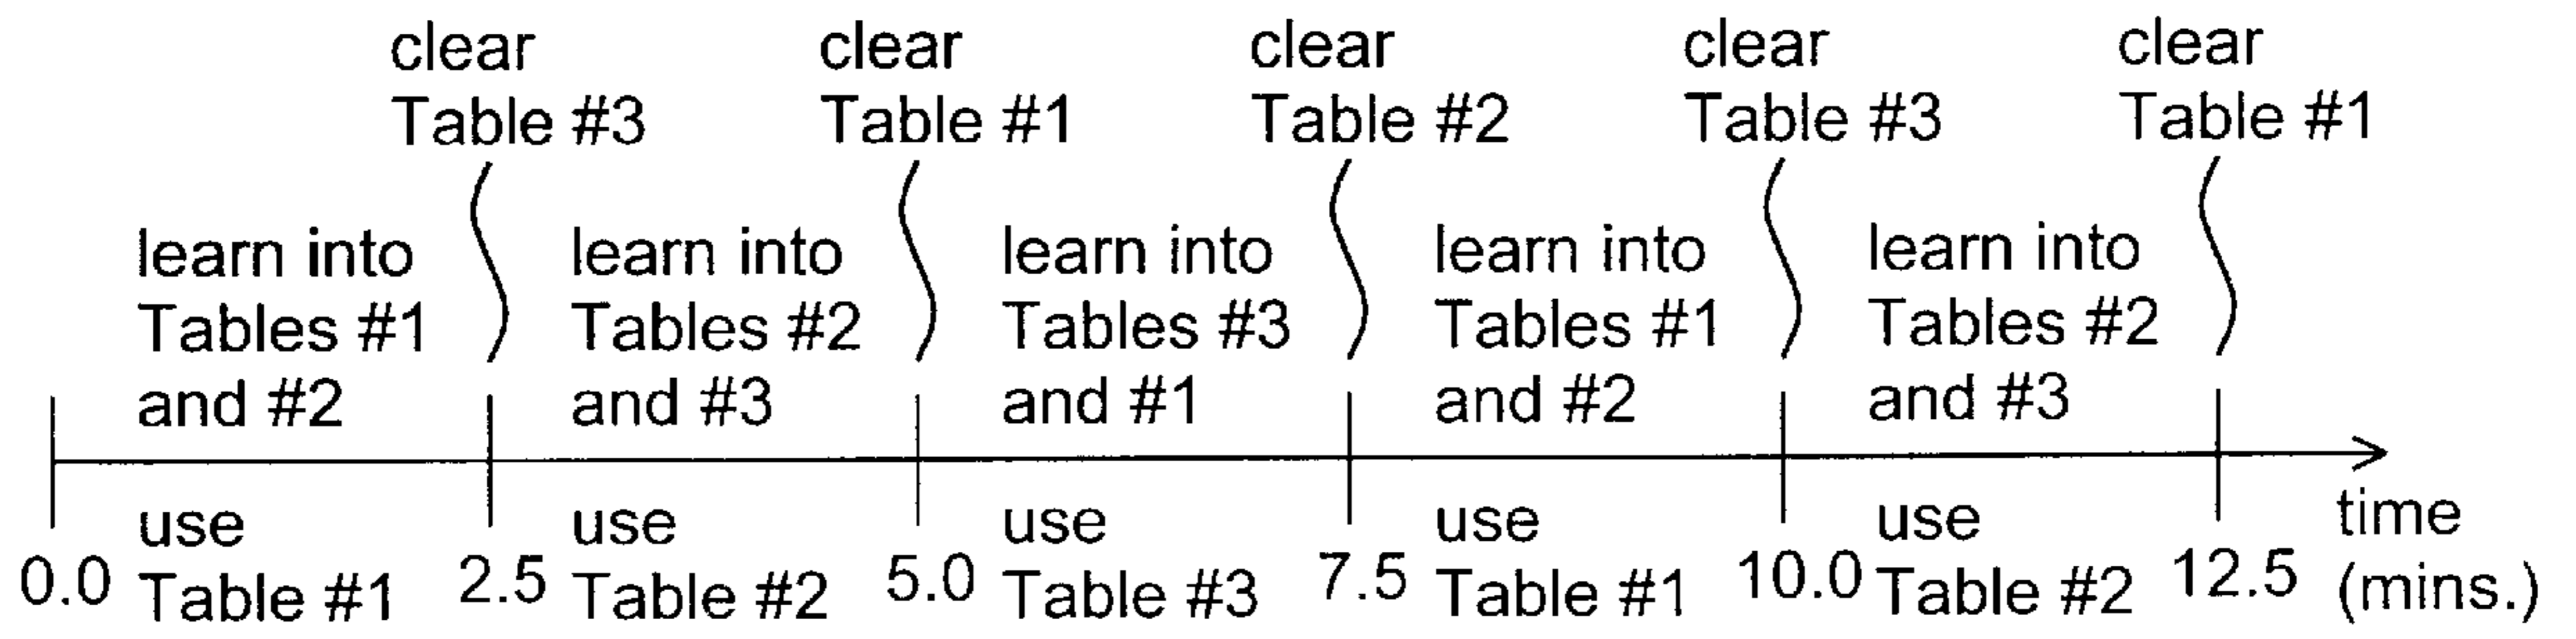 clear
Table #3
clear
Table #1
clear
Table #2
clear
Table #3
clear
Table #1
learn into
Tables #1
and #2
learn into
Tables #2
and #3
learn into
Tables #3
and #1
learn into
Tables #1
and #2
learn into
Tables #2
and #3
0.0
use
Table #1
2.5
use
Table #2
5.0
use
Table #3
7.5
use
Table #1
10.0
use
Table #2
12.5
time
(mins.)